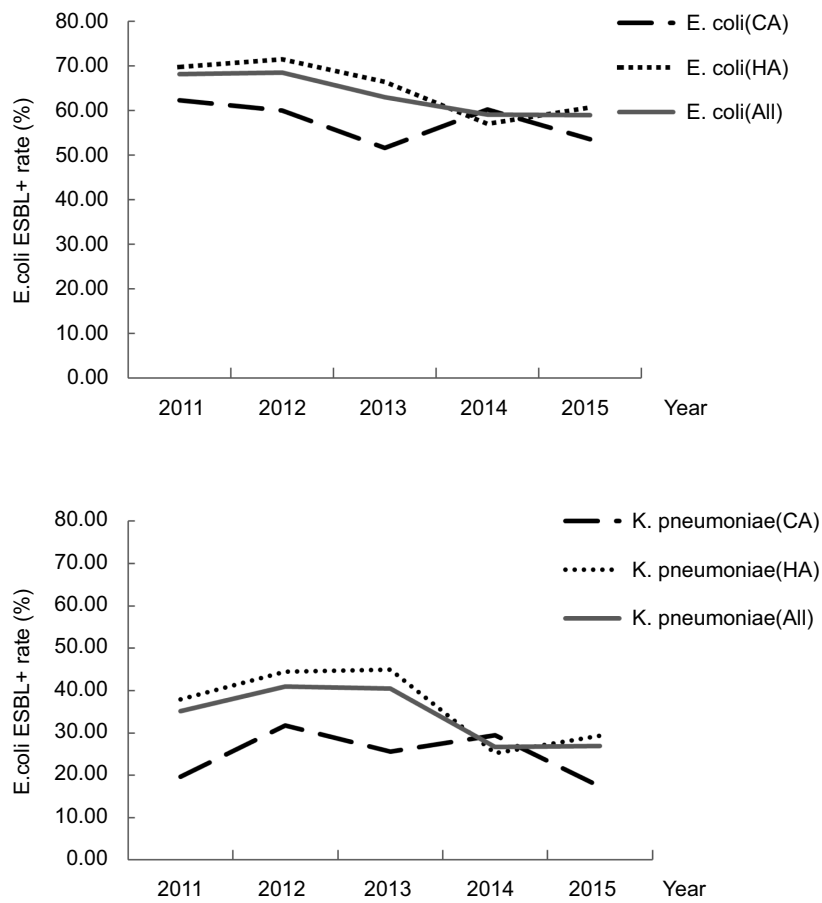 80.00
70.00
60.00
50.00
40.00
30.00
20.00
10.00
0.00
E.coli ESBL+ rate (%)
2011 2012 2013 2014 2015 Year
E. coli(CA)
E. coli(HA)
E. coli(All)
80.00
70.00
60.00
50.00
40.00
30.00
20.00
10.00
0.00
E.coli ESBL+ rate (%)
2011 2012 2013 2014 2015 Year
K. pneumoniae(CA)
K. pneumoniae(HA)
K. pneumoniae(All)